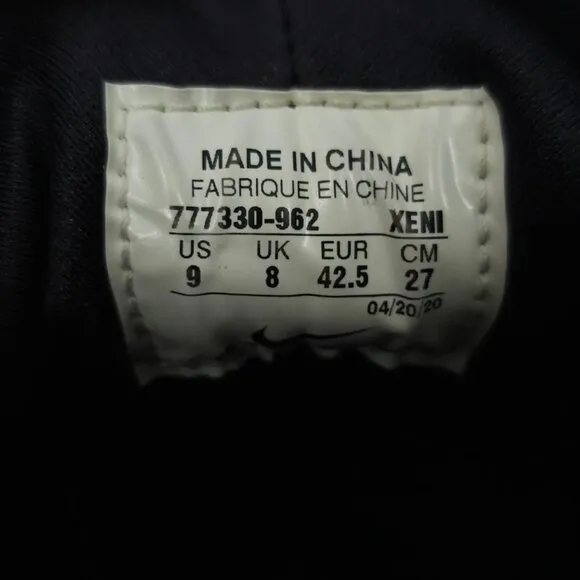 MADE IN CHINA
FABRIQUE EN CHINE
777330-962 XENI
US UK EUR CM
9 8 42.5 27
04/20/20